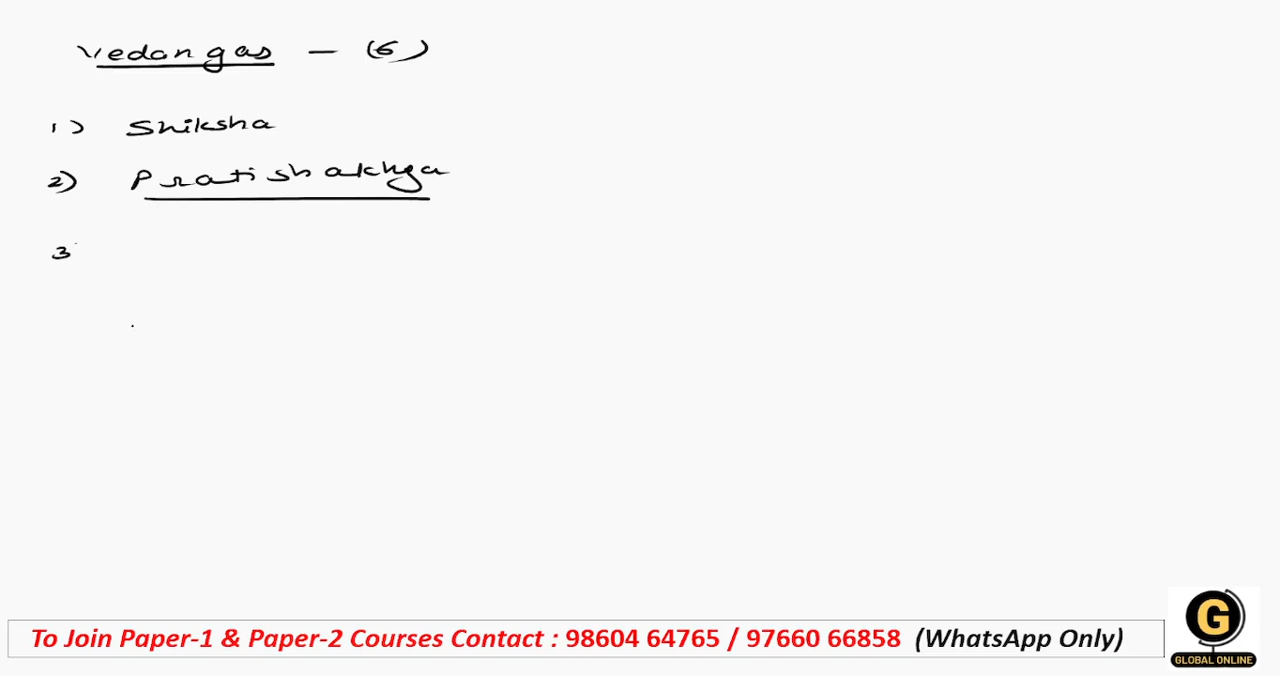 Vedangas – (6)
1) Shiksha
2) Pratishakhya
3
To Join Paper-1 & Paper-2 Courses Contact : 98604 64765 / 97660 66858 (WhatsApp Only)
G
GLOBAL ONLINE